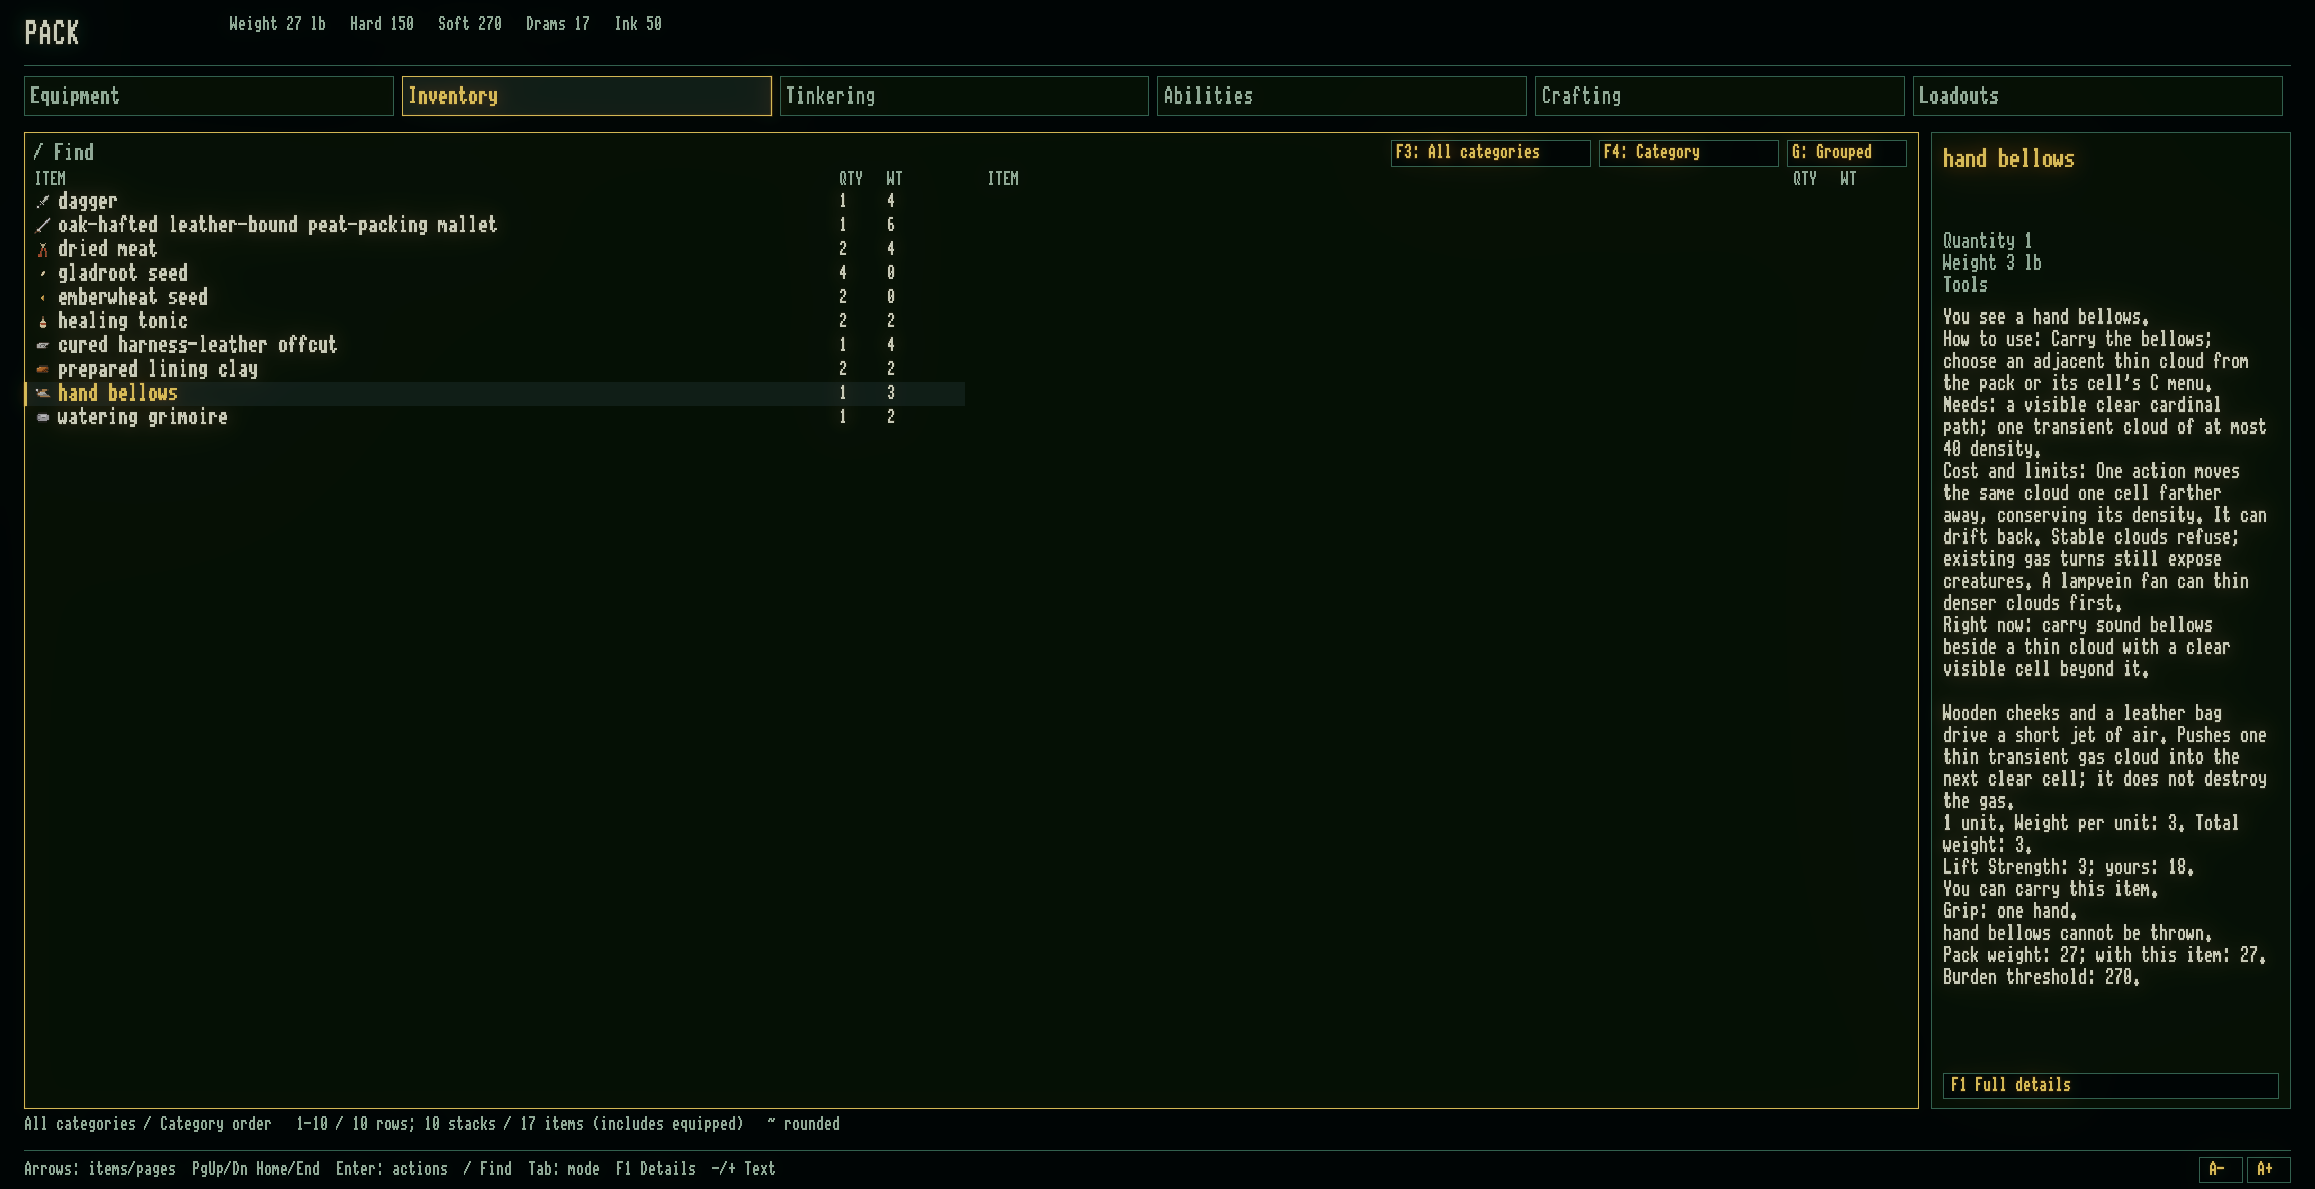 PACK
Weight 27 lb Hard 150 Soft 270 Drams 17 Ink 50
Equipment
Inventory
Tinkering
Abilities
Crafting
Loadouts
/ Find
F3: All categories
F4: Category
G: Grouped
ITEM QTY WT ITEM QTY WT
dagger 1 4
oak-hafted leather-bound peat-packing mallet 1 6
dried meat 2 4
gladroot seed 4 0
emberwheat seed 2 0
healing tonic 2 2
cured harness-leather offcut 1 4
prepared lining clay 2 2
hand bellows 1 3
watering grimoire 1 2
hand bellows
Quantity 1
Weight 3 lb
Tools
You see a hand bellows.
How to use: Carry the bellows;
choose an adjacent thin cloud from
the pack or its cell's C menu.
Needs: a visible clear cardinal
path; one transient cloud of at most
40 density.
Cost and limits: One action moves
the same cloud one cell farther
away, conserving its density. It can
drift back. Stable clouds refuse;
existing gas turns still expose
creatures. A lampvein fan can thin
denser clouds first.
Right now: carry sound bellows
beside a thin cloud with a clear
visible cell beyond it.
Wooden cheeks and a leather bag
drive a short jet of air. Pushes one
thin transient gas cloud into the
next clear cell; it does not destroy
the gas.
1 unit. Weight per unit: 3. Total
weight: 3.
Lift Strength: 3; yours: 18.
You can carry this item.
Grip: one hand.
hand bellows cannot be thrown.
Pack weight: 27; with this item: 27.
Burden threshold: 270.
F1 Full details
All categories / Category order 1-10 / 10 rows; 10 stacks / 17 items (includes equipped) ~ rounded
Arrows: items/pages PgUp/Dn Home/End Enter: actions / Find Tab: mode F1 Details -/+ Text
A- A+